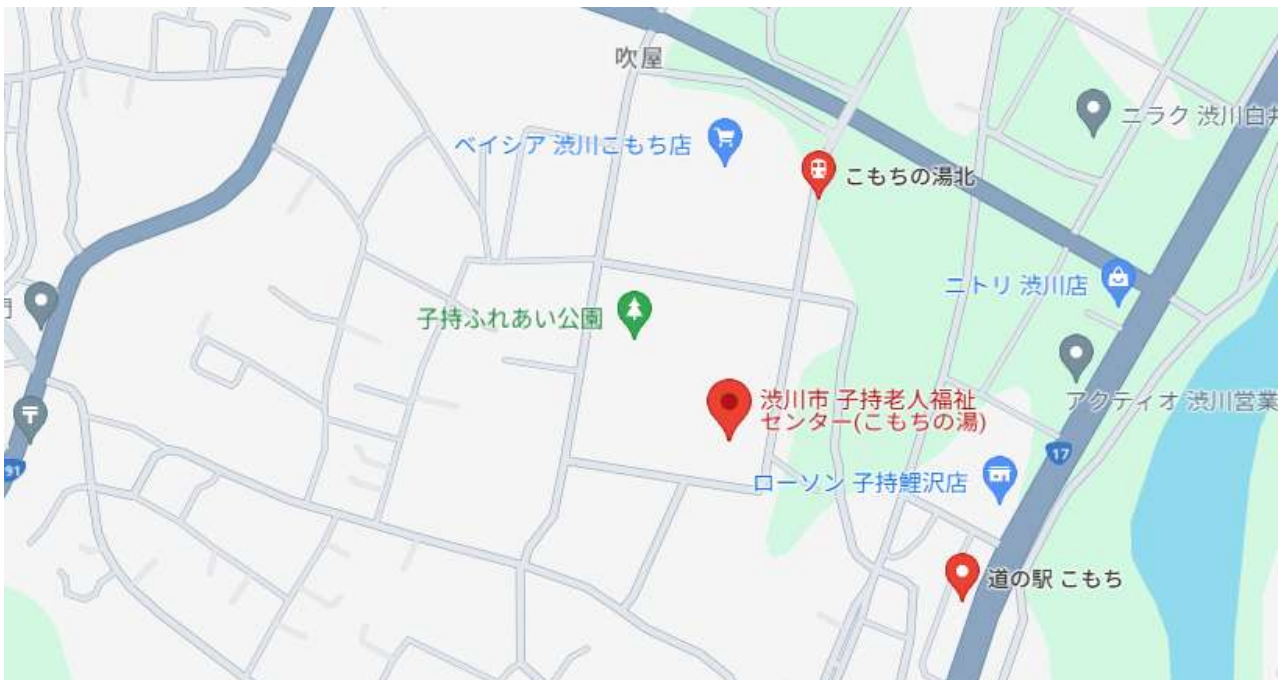 吹屋
ニラク 渋川白井
ベイシア 渋川こもち店
こもちの湯北
ニトリ 渋川店
門
子持ふれあい公園
渋川市 子持老人福祉
センター(こもちの湯)
アクティオ 渋川営業
17
〒
91
ローソン 子持鯉沢店
道の駅 こもち